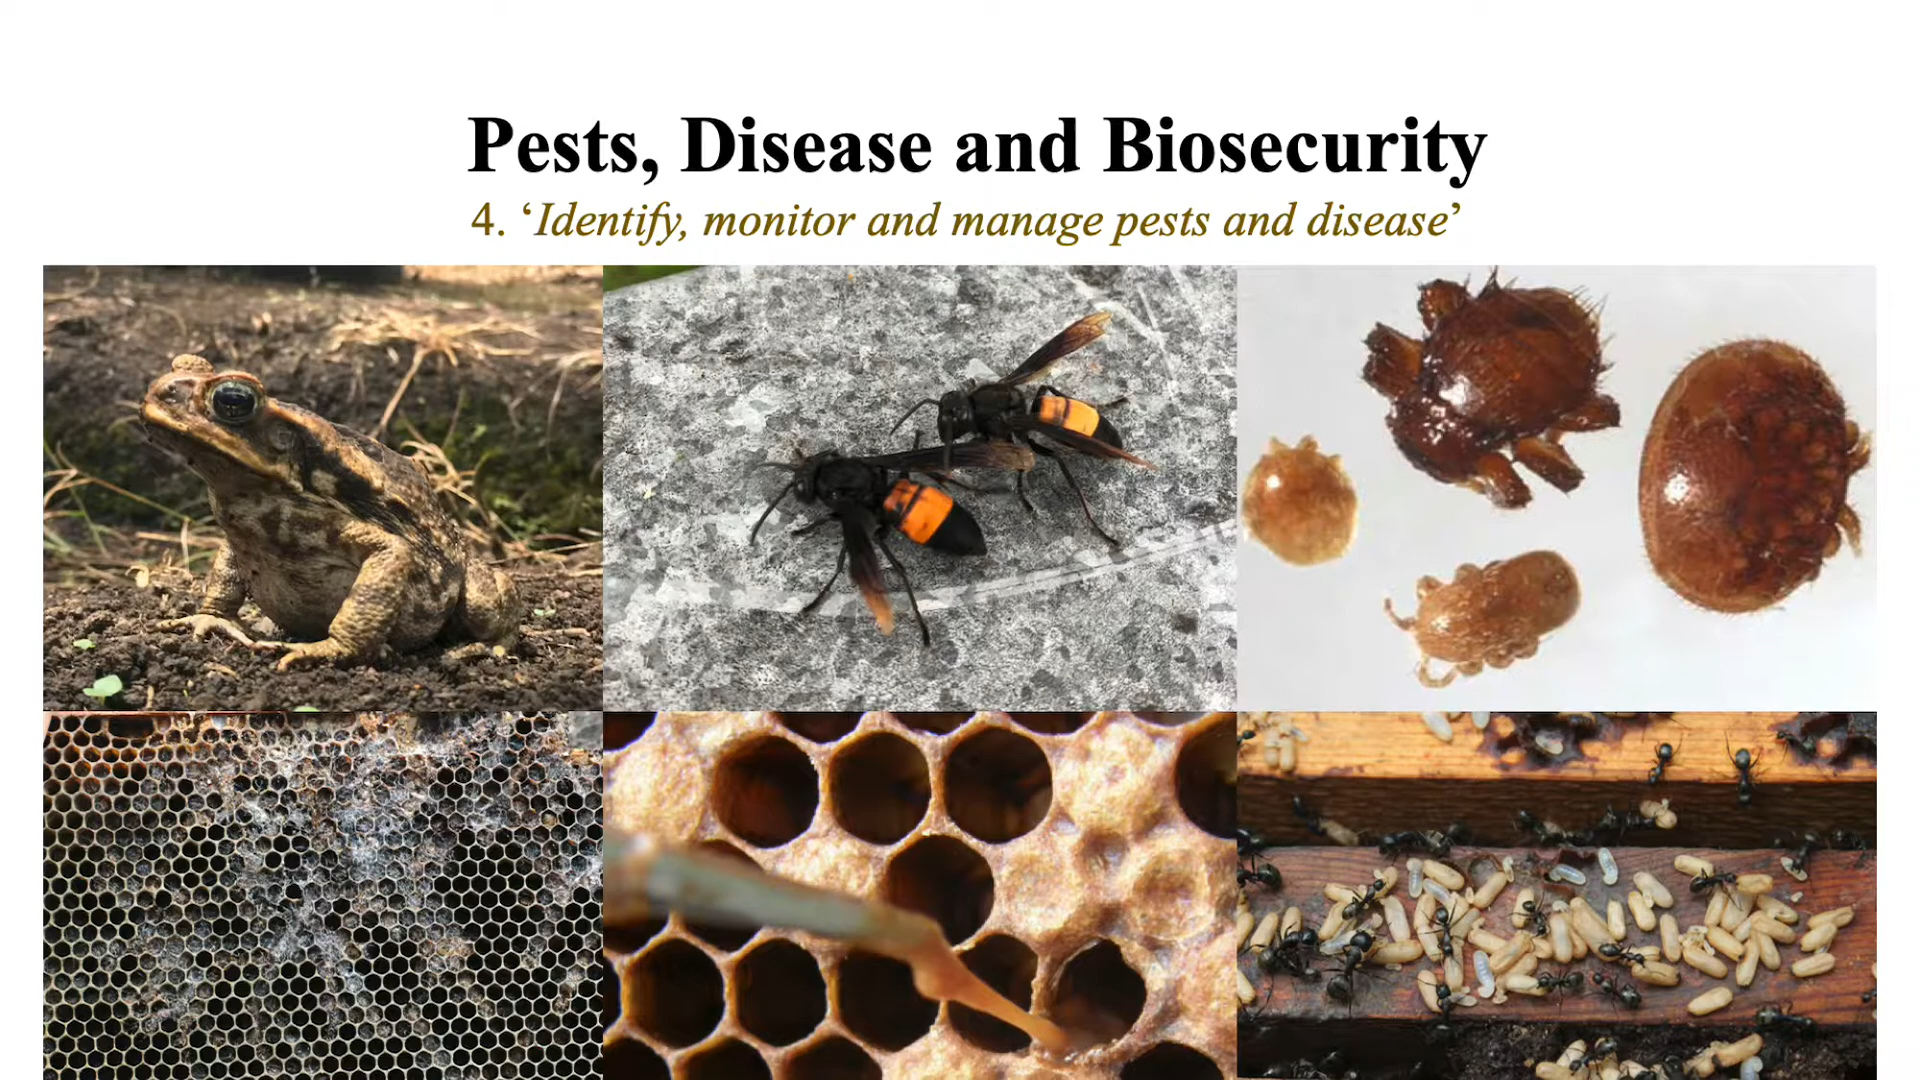 Pests, Disease and Biosecurity
4. ‘Identify, monitor and manage pests and disease’